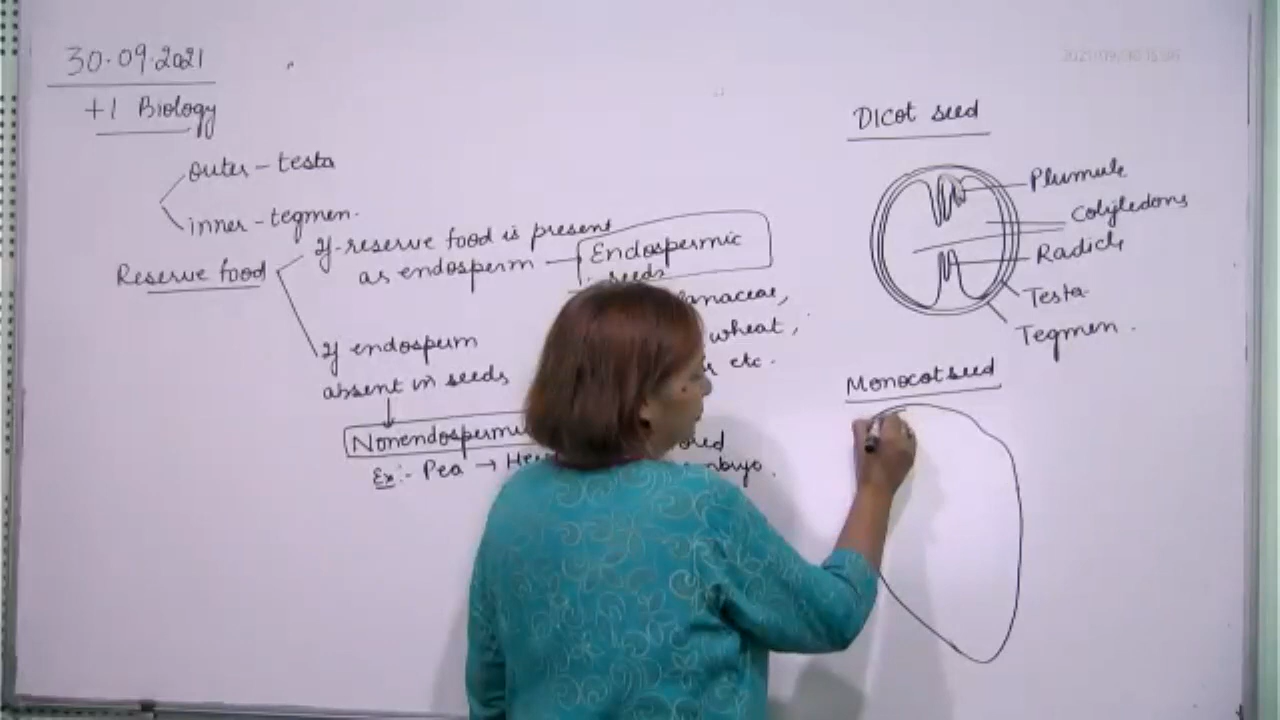 30.09.2021
+1 Biology
outer - testa
inner - tegmen.
Reserve food
If reserve food is present
as endosperm
Endospermic
seeds
wheat,
etc.
If endosperm
absent in seeds
Ex:- Pea →
Dicot seed
Plumule
Cotyledons
Radicle
Testa
Tegmen.
Monocot seed